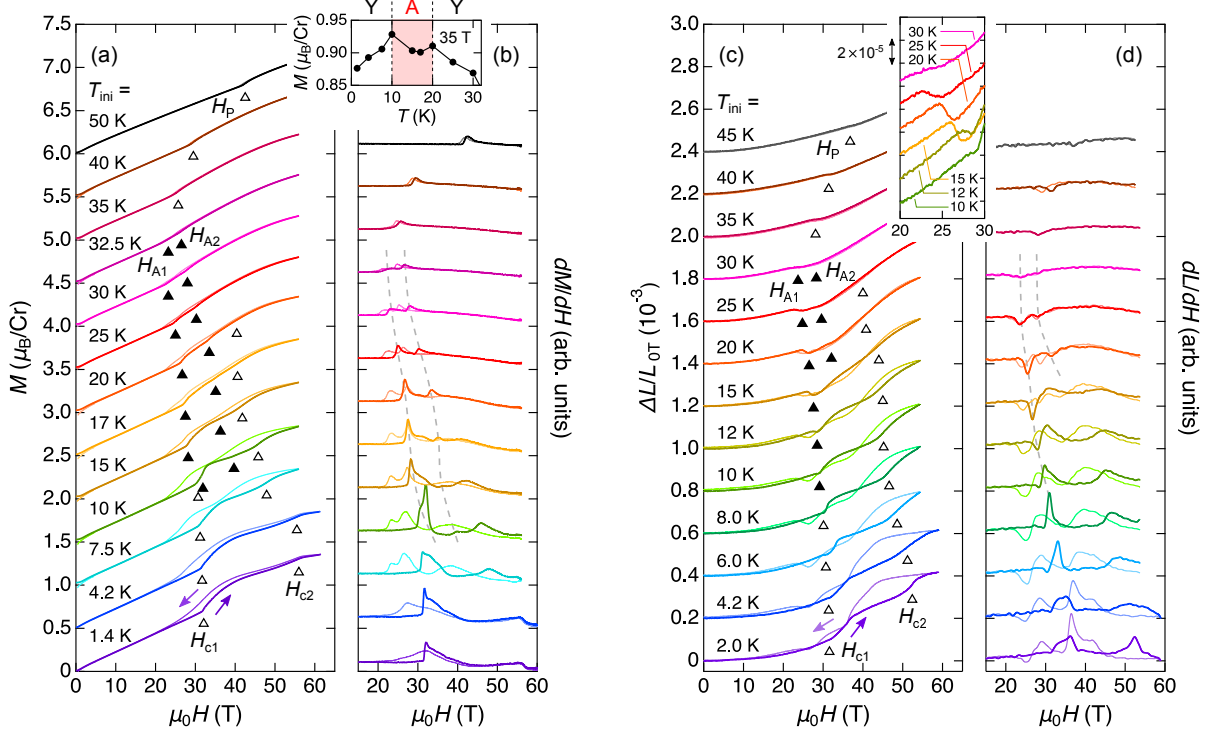 (a)
7.5
7.0
6.5
6.0
5.5
5.0
4.5
4.0
3.5
3.0
2.5
2.0
1.5
1.0
0.5
0
M (μB/Cr)
Tini =
50 K
40 K
35 K
32.5 K
30 K
25 K
20 K
17 K
15 K
10 K
7.5 K
4.2 K
1.4 K
HP
HA2
HA1
Hc2
Hc1
0 20 40 60
μ0H (T)
Y A Y
0.95
0.90
0.85
M (μB/Cr)
35 T
0 10 20 30
T (K)
(b)
dM/dH (arb. units)
20 30 40 50 60
μ0H (T)
(c)
3.0
2.8
2.6
2.4
2.2
2.0
1.8
1.6
1.4
1.2
1.0
0.8
0.6
0.4
0.2
0
ΔL/L0T (10-3)
Tini =
45 K
40 K
35 K
30 K
25 K
20 K
15 K
12 K
10 K
8.0 K
6.0 K
4.2 K
2.0 K
HP
HA2
HA1
Hc2
Hc1
0 20 40 60
μ0H (T)
2×10-5
30 K
25 K
20 K
15 K
12 K
10 K
20 25 30
(d)
dL/dH (arb. units)
20 30 40 50 60
μ0H (T)